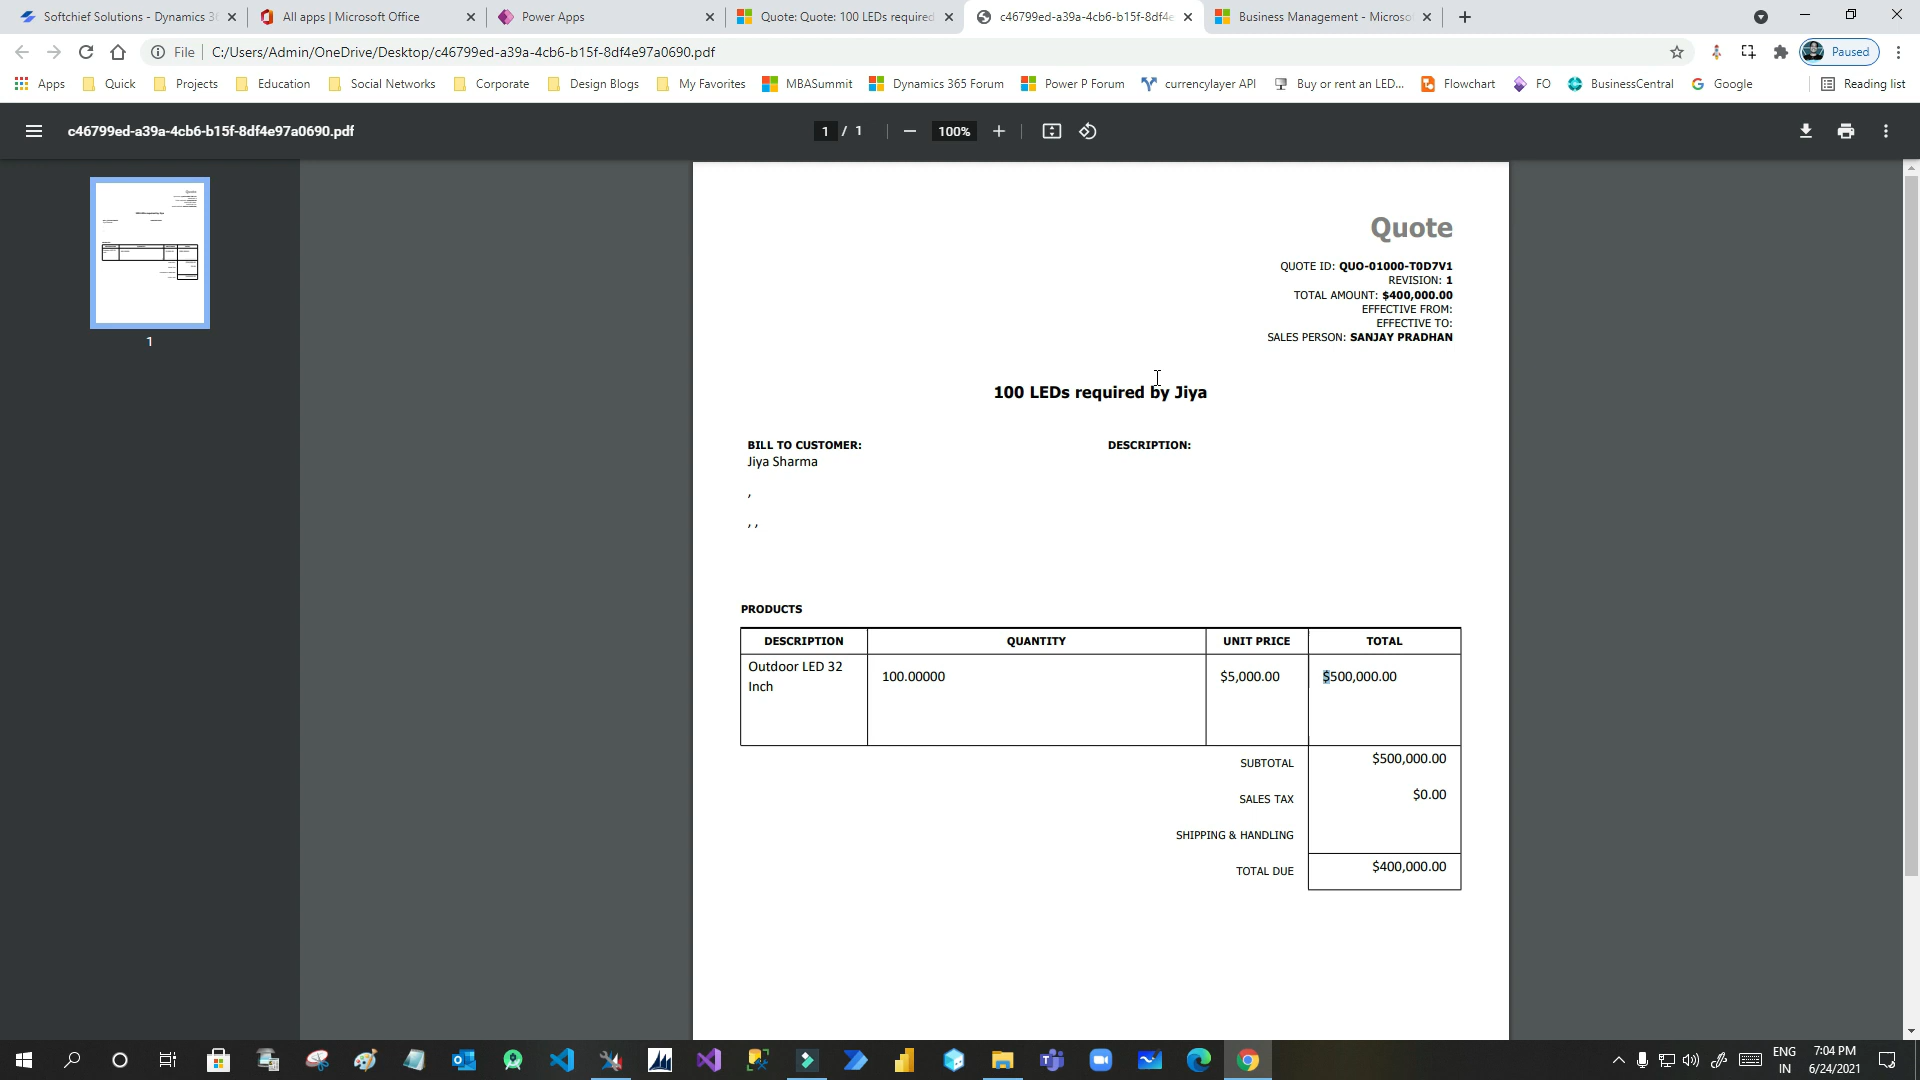 Softchief Solutions - Dynamics 3
All apps | Microsoft Office
Power Apps
Quote: Quote: 100 LEDs required
c46799ed-a39a-4cb6-b15f-8df4e
Business Management - Microso
File
C:/Users/Admin/OneDrive/Desktop/c46799ed-a39a-4cb6-b15f-8df4e97a0690.pdf
Paused
Apps
Quick
Projects
Education
Social Networks
Corporate
Design Blogs
My Favorites
MBASummit
Dynamics 365 Forum
Power P Forum
currencylayer API
Buy or rent an LED...
Flowchart
FO
BusinessCentral
Google
Reading list
c46799ed-a39a-4cb6-b15f-8df4e97a0690.pdf
1 / 1
100%
1
Quote
QUOTE ID: QUO-01000-T0D7V1
REVISION: 1
TOTAL AMOUNT: $400,000.00
EFFECTIVE FROM:
EFFECTIVE TO:
SALES PERSON: SANJAY PRADHAN
100 LEDs required by Jiya
BILL TO CUSTOMER:
DESCRIPTION:
Jiya Sharma
,
, ,
PRODUCTS
DESCRIPTION QUANTITY UNIT PRICE TOTAL
Outdoor LED 32
Inch
100.00000 $5,000.00 $500,000.00
SUBTOTAL $500,000.00
SALES TAX $0.00
SHIPPING & HANDLING
TOTAL DUE $400,000.00
ENG
IN
7:04 PM
6/24/2021